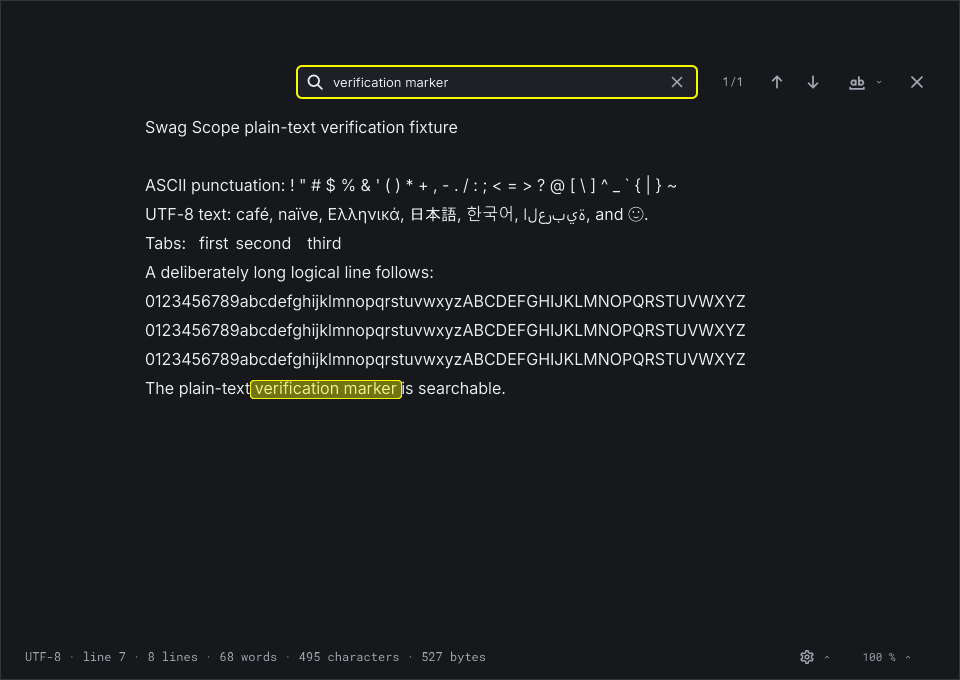 verification marker
1/1
ab
Swag Scope plain-text verification fixture
ASCII punctuation: ! " # $ % & ' ( ) * + , - . / : ; < = > ? @ [ \ ] ^ _ ` { | } ~
UTF-8 text: café, naïve, Ελληνικά, 日本語, 한국어, العربية, and 🙂.
Tabs:	first	second	third
A deliberately long logical line follows:
0123456789abcdefghijklmnopqrstuvwxyzABCDEFGHIJKLMNOPQRSTUVWXYZ
0123456789abcdefghijklmnopqrstuvwxyzABCDEFGHIJKLMNOPQRSTUVWXYZ
0123456789abcdefghijklmnopqrstuvwxyzABCDEFGHIJKLMNOPQRSTUVWXYZ
The plain-text verification marker is searchable.
UTF-8 · line 7 · 8 lines · 68 words · 495 characters · 527 bytes
100 %